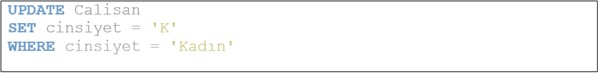 UPDATE Calisan
SET cinsiyet = 'K'
WHERE cinsiyet = 'Kadın'